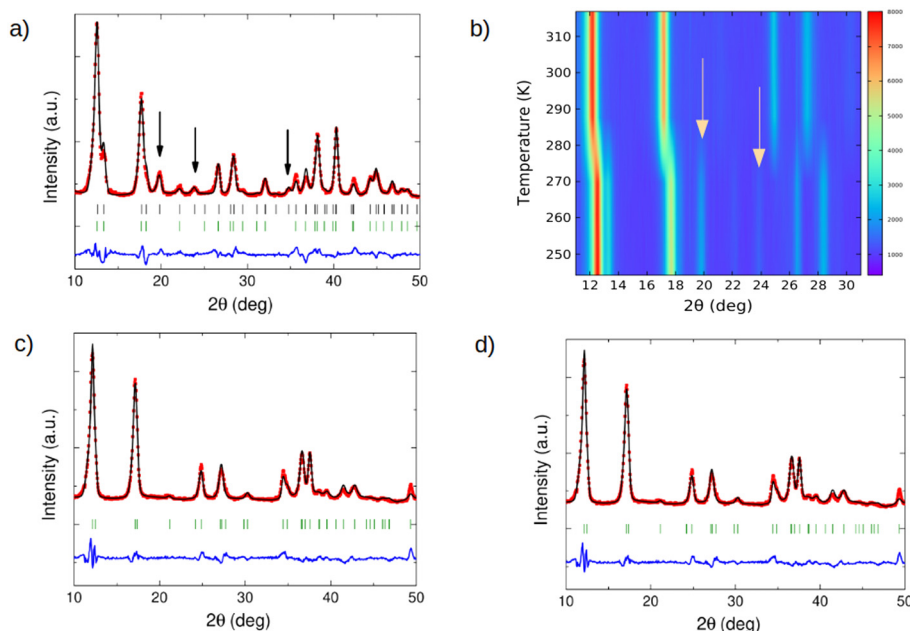 a)
Intensity (a.u.)
10 20 30 40 50
2θ (deg)
b)
Temperature (K)
310
300
290
280
270
260
250
12 14 16 18 20 22 24 26 28 30
2θ (deg)
8000
7000
6000
5000
4000
3000
2000
1000
c)
Intensity (a.u.)
10 20 30 40 50
2θ (deg)
d)
Intensity (a.u.)
10 20 30 40 50
2θ (deg)